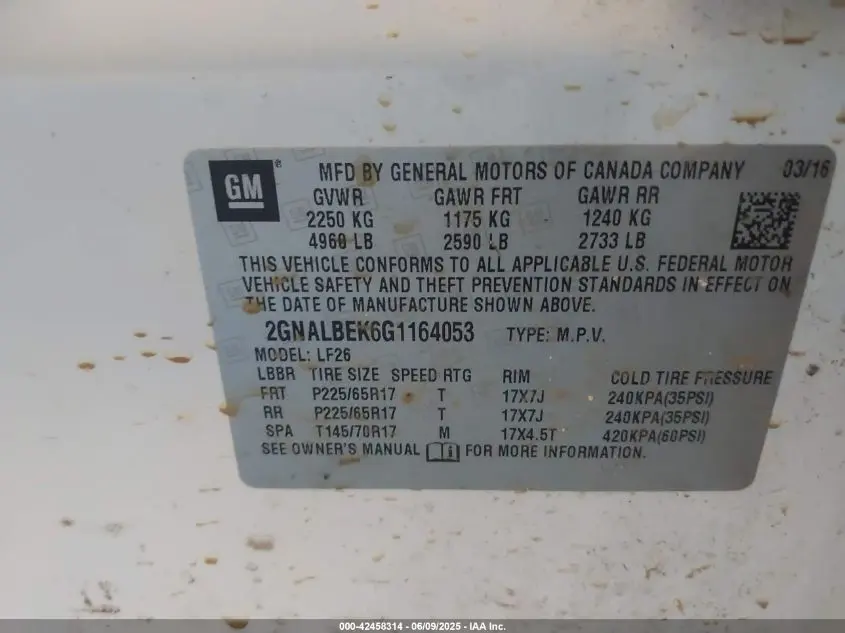 GM
MFD BY GENERAL MOTORS OF CANADA COMPANY 03/16
GVWR GAWR FRT GAWR RR
2250 KG 1175 KG 1240 KG
4960 LB 2590 LB 2733 LB
THIS VEHICLE CONFORMS TO ALL APPLICABLE U.S. FEDERAL MOTOR
VEHICLE SAFETY AND THEFT PREVENTION STANDARDS IN EFFECT ON
THE DATE OF MANUFACTURE SHOWN ABOVE.
2GNALBEK6G1164053 TYPE: M.P.V.
MODEL: LF26
LBBR TIRE SIZE SPEED RTG RIM COLD TIRE PRESSURE
FRT P225/65R17 T 17X7J 240KPA(35PSI)
RR P225/65R17 T 17X7J 240KPA(35PSI)
SPA T145/70R17 M 17X4.5T 420KPA(60PSI)
SEE OWNER'S MANUAL FOR MORE INFORMATION.
000-42458314 - 06/09/2025 - IAA Inc.